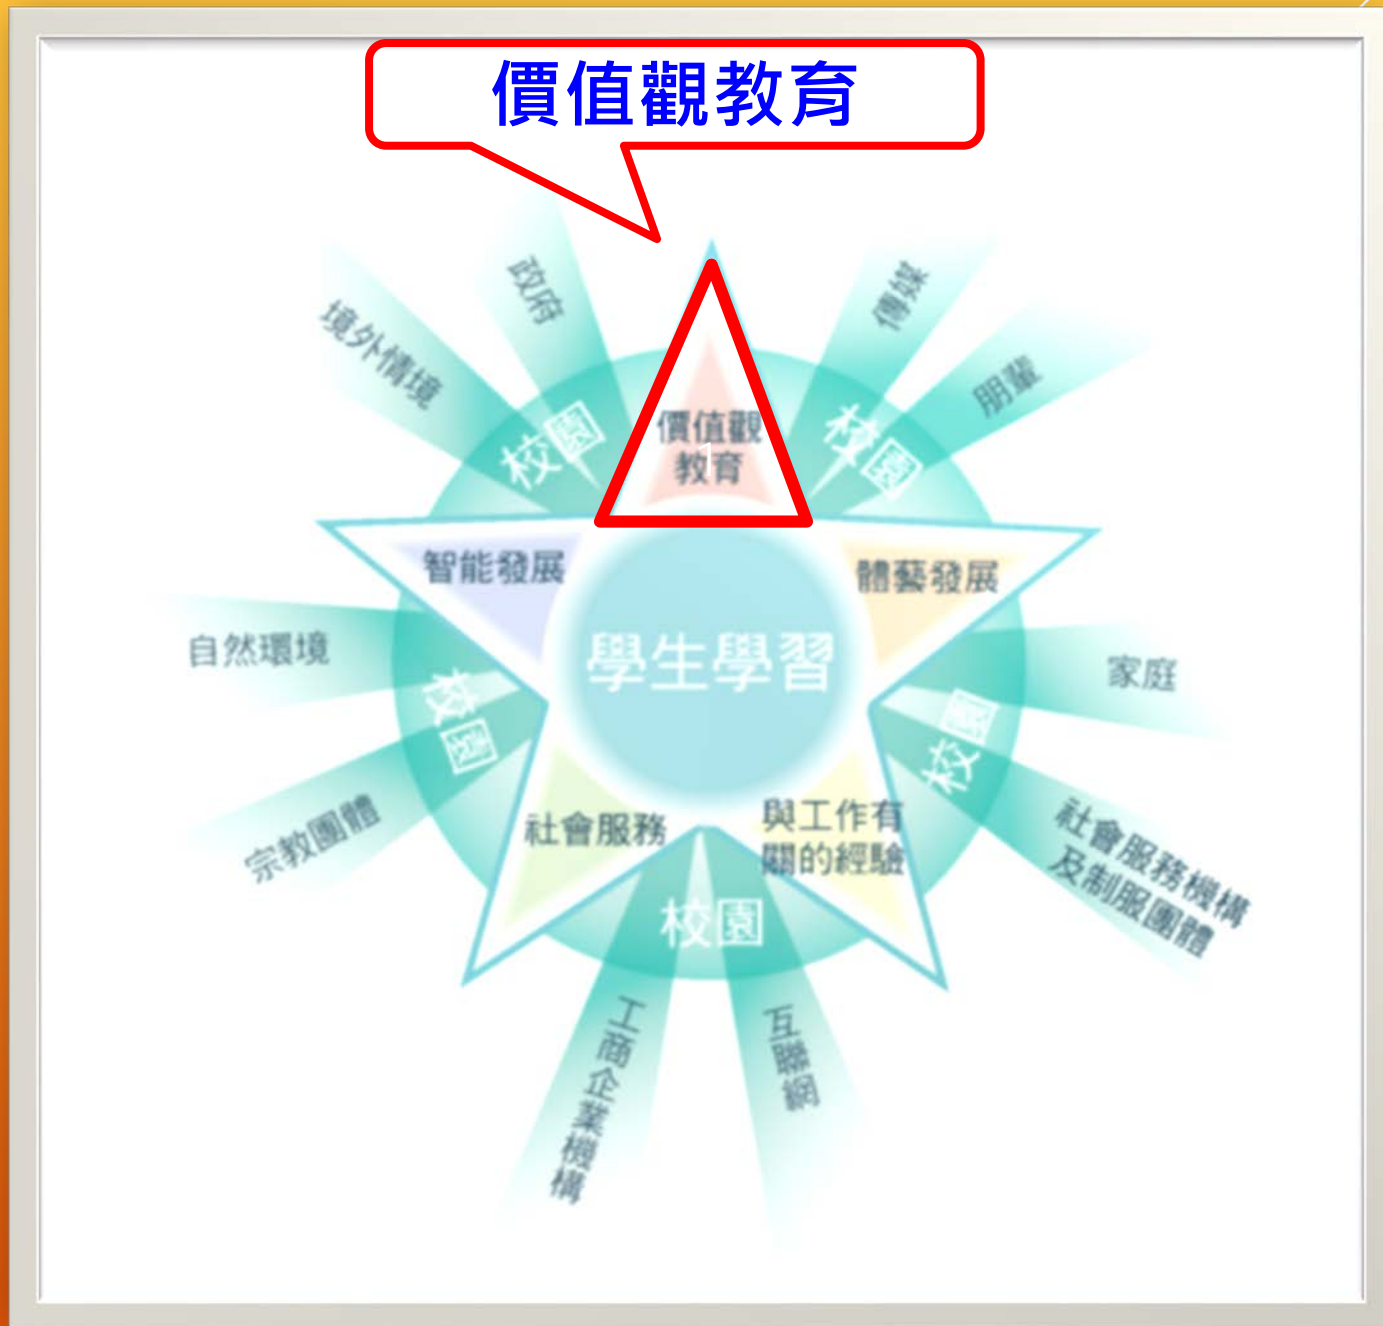 價值觀教育
政府
傳媒
境外情境
朋輩
校園
校園
價值觀
教育
1
智能發展
體藝發展
學生學習
自然環境
家庭
校園
校園
宗教團體
社會服務
與工作有
關的經驗
社會服務機構
及制服團體
校園
工商企業機構
互聯網